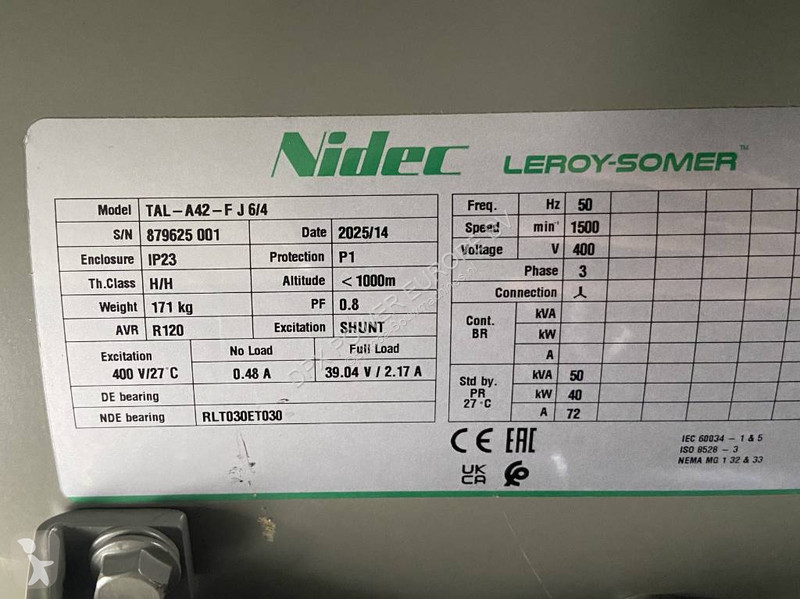 Nidec LEROY-SOMER™
Model TAL-A42-F J 6/4
S/N 879625 001 Date 2025/14
Enclosure IP23 Protection P1
Th.Class H/H Altitude < 1000m
Weight 171 kg PF 0.8
AVR R120 Excitation SHUNT
Excitation No Load Full Load
400 V/27°C 0.48 A 39.04 V / 2.17 A
DE bearing
NDE bearing RLT030ET030
Freq. Hz 50
Speed min⁻¹ 1500
Voltage V 400
Phase 3
Connection
Cont. BR kVA
kW
A
Std by. PR 27°C kVA 50
kW 40
A 72
CE EAC
UK CA
IEC 60034 - 1 & 5
ISO 8528 - 3
NEMA MG 1 32 & 33